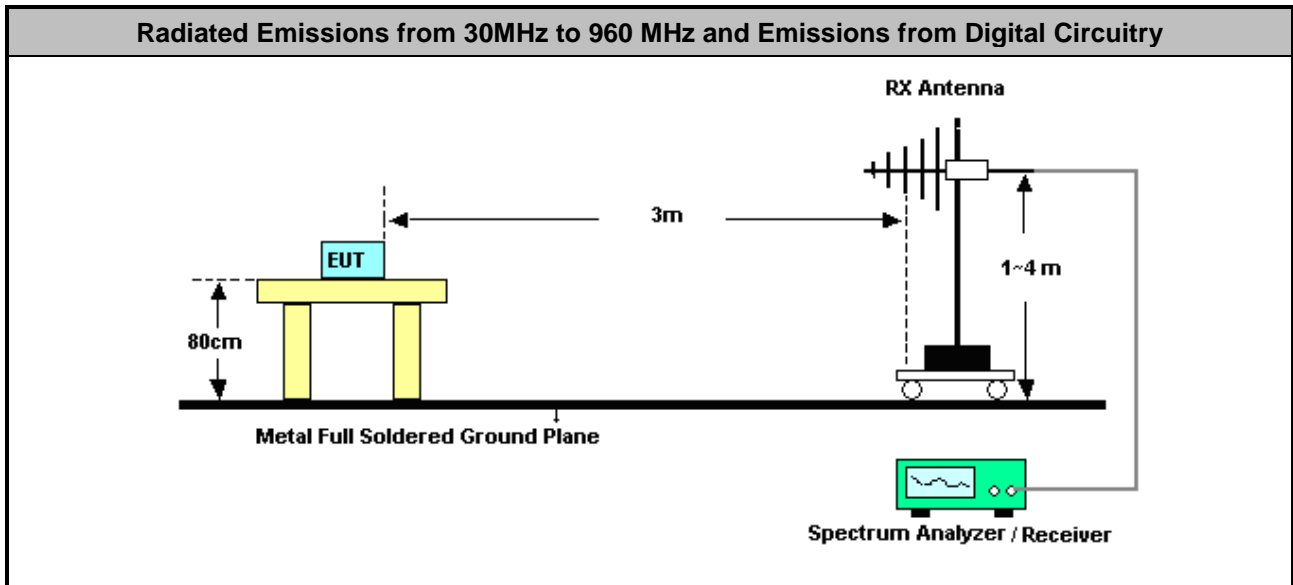 Radiated Emissions from 30MHz to 960 MHz and Emissions from Digital Circuitry
RX Antenna
3m
EUT
1~4 m
80cm
Metal Full Soldered Ground Plane
Spectrum Analyzer / Receiver